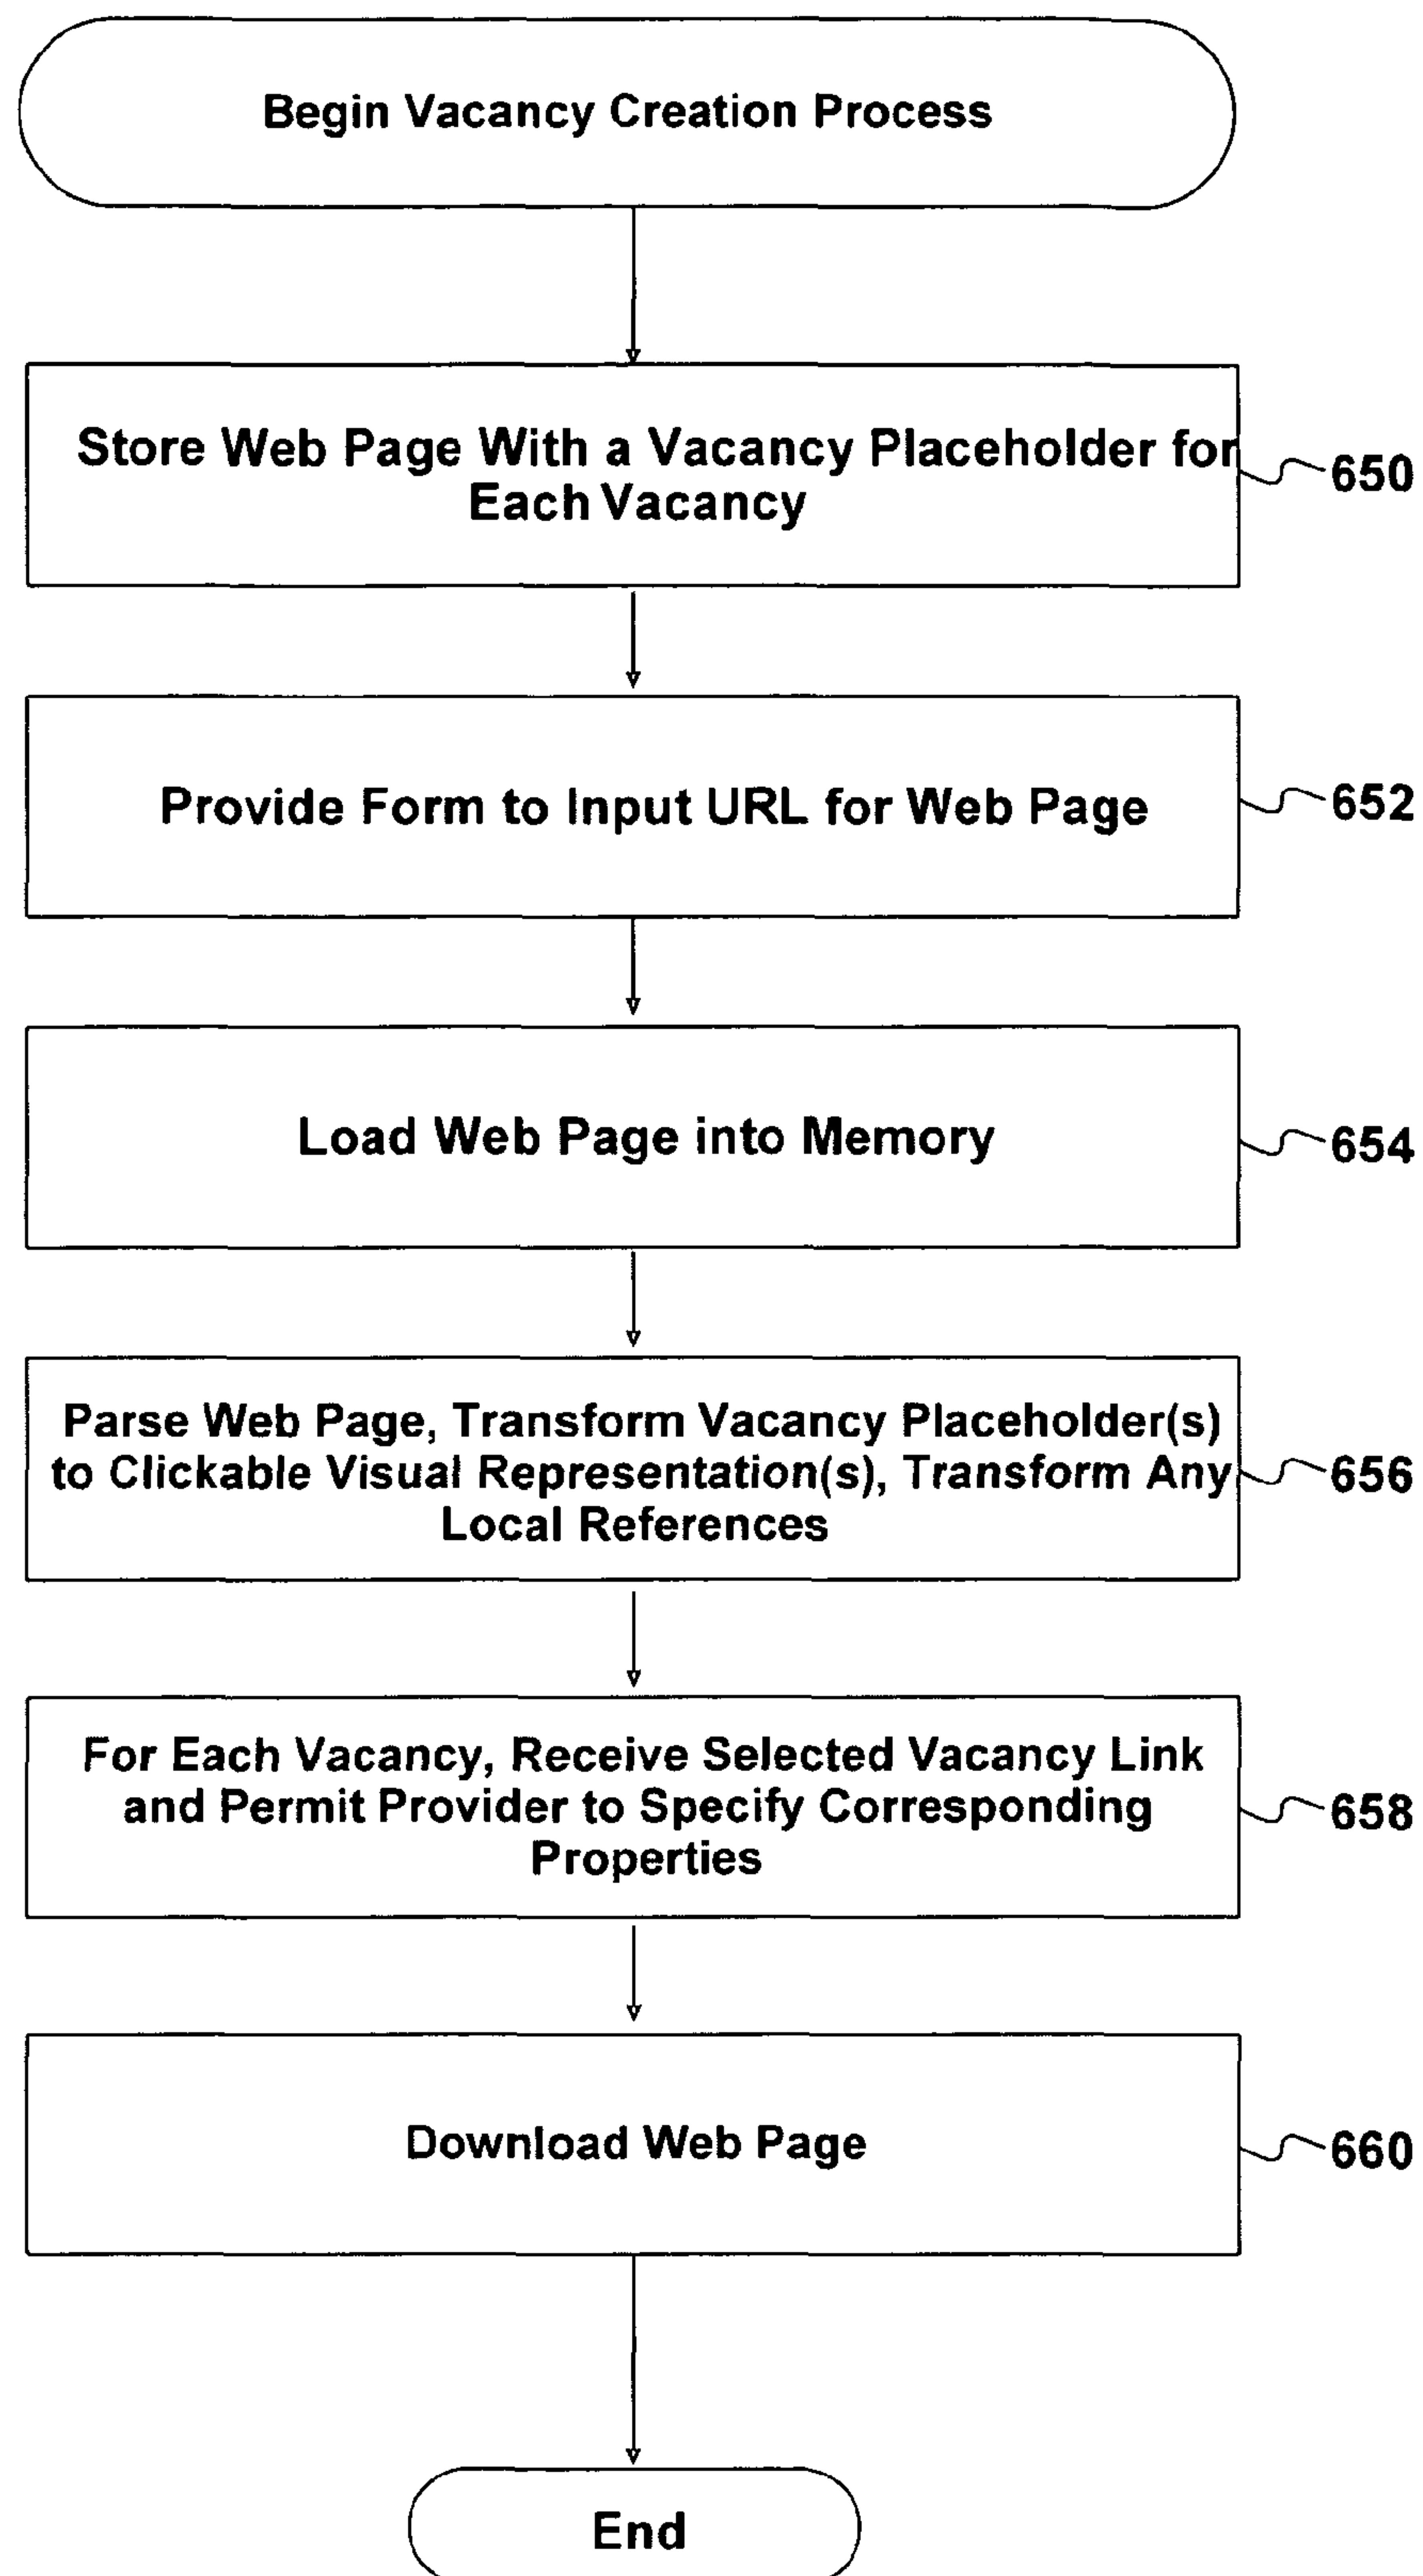 Begin Vacancy Creation Process
Store Web Page With a Vacancy Placeholder for
Each Vacancy
650
Provide Form to Input URL for Web Page
652
Load Web Page into Memory
654
Parse Web Page, Transform Vacancy Placeholder(s)
to Clickable Visual Representation(s), Transform Any
Local References
656
For Each Vacancy, Receive Selected Vacancy Link
and Permit Provider to Specify Corresponding
Properties
658
Download Web Page
660
End